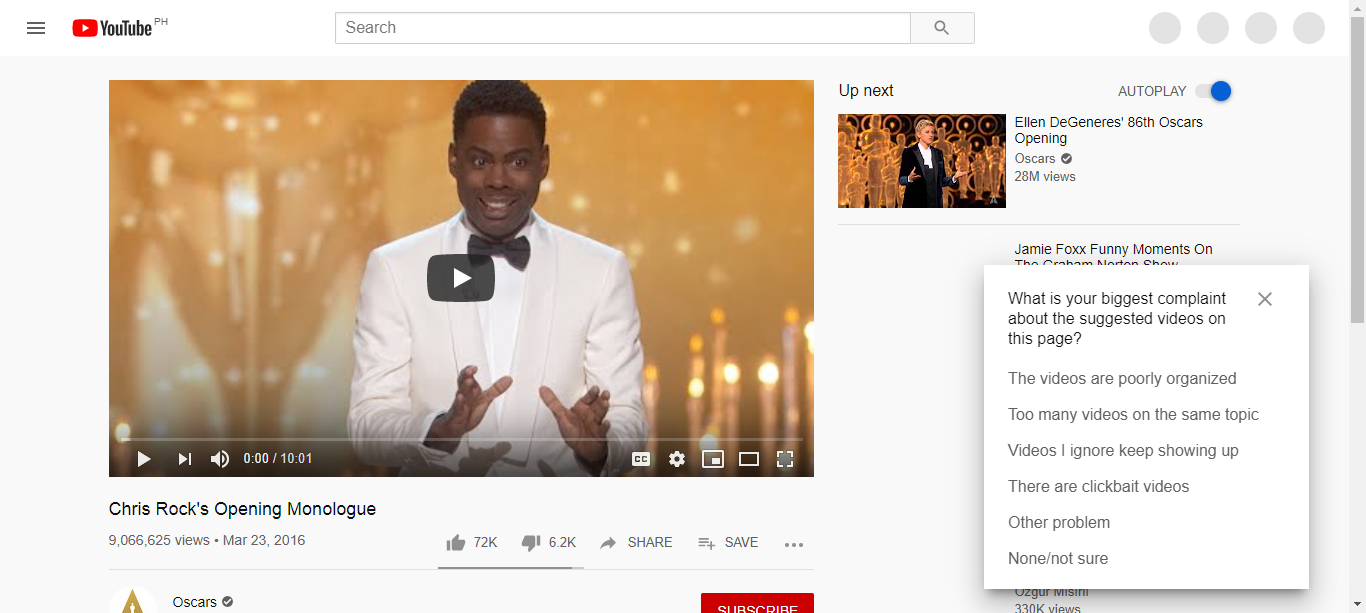 YouTube PH
Search
Up next
AUTOPLAY
Ellen DeGeneres' 86th Oscars
Opening
Oscars
28M views
Jamie Foxx Funny Moments On
The Graham Norton Show
What is your biggest complaint
about the suggested videos on
this page?
The videos are poorly organized
Too many videos on the same topic
Videos I ignore keep showing up
There are clickbait videos
Other problem
None/not sure
Ozgur Misirli
330K views
CC
0:00 / 10:01
Chris Rock's Opening Monologue
9,066,625 views • Mar 23, 2016
72K
6.2K
SHARE
SAVE
Oscars
SUBSCRIBE